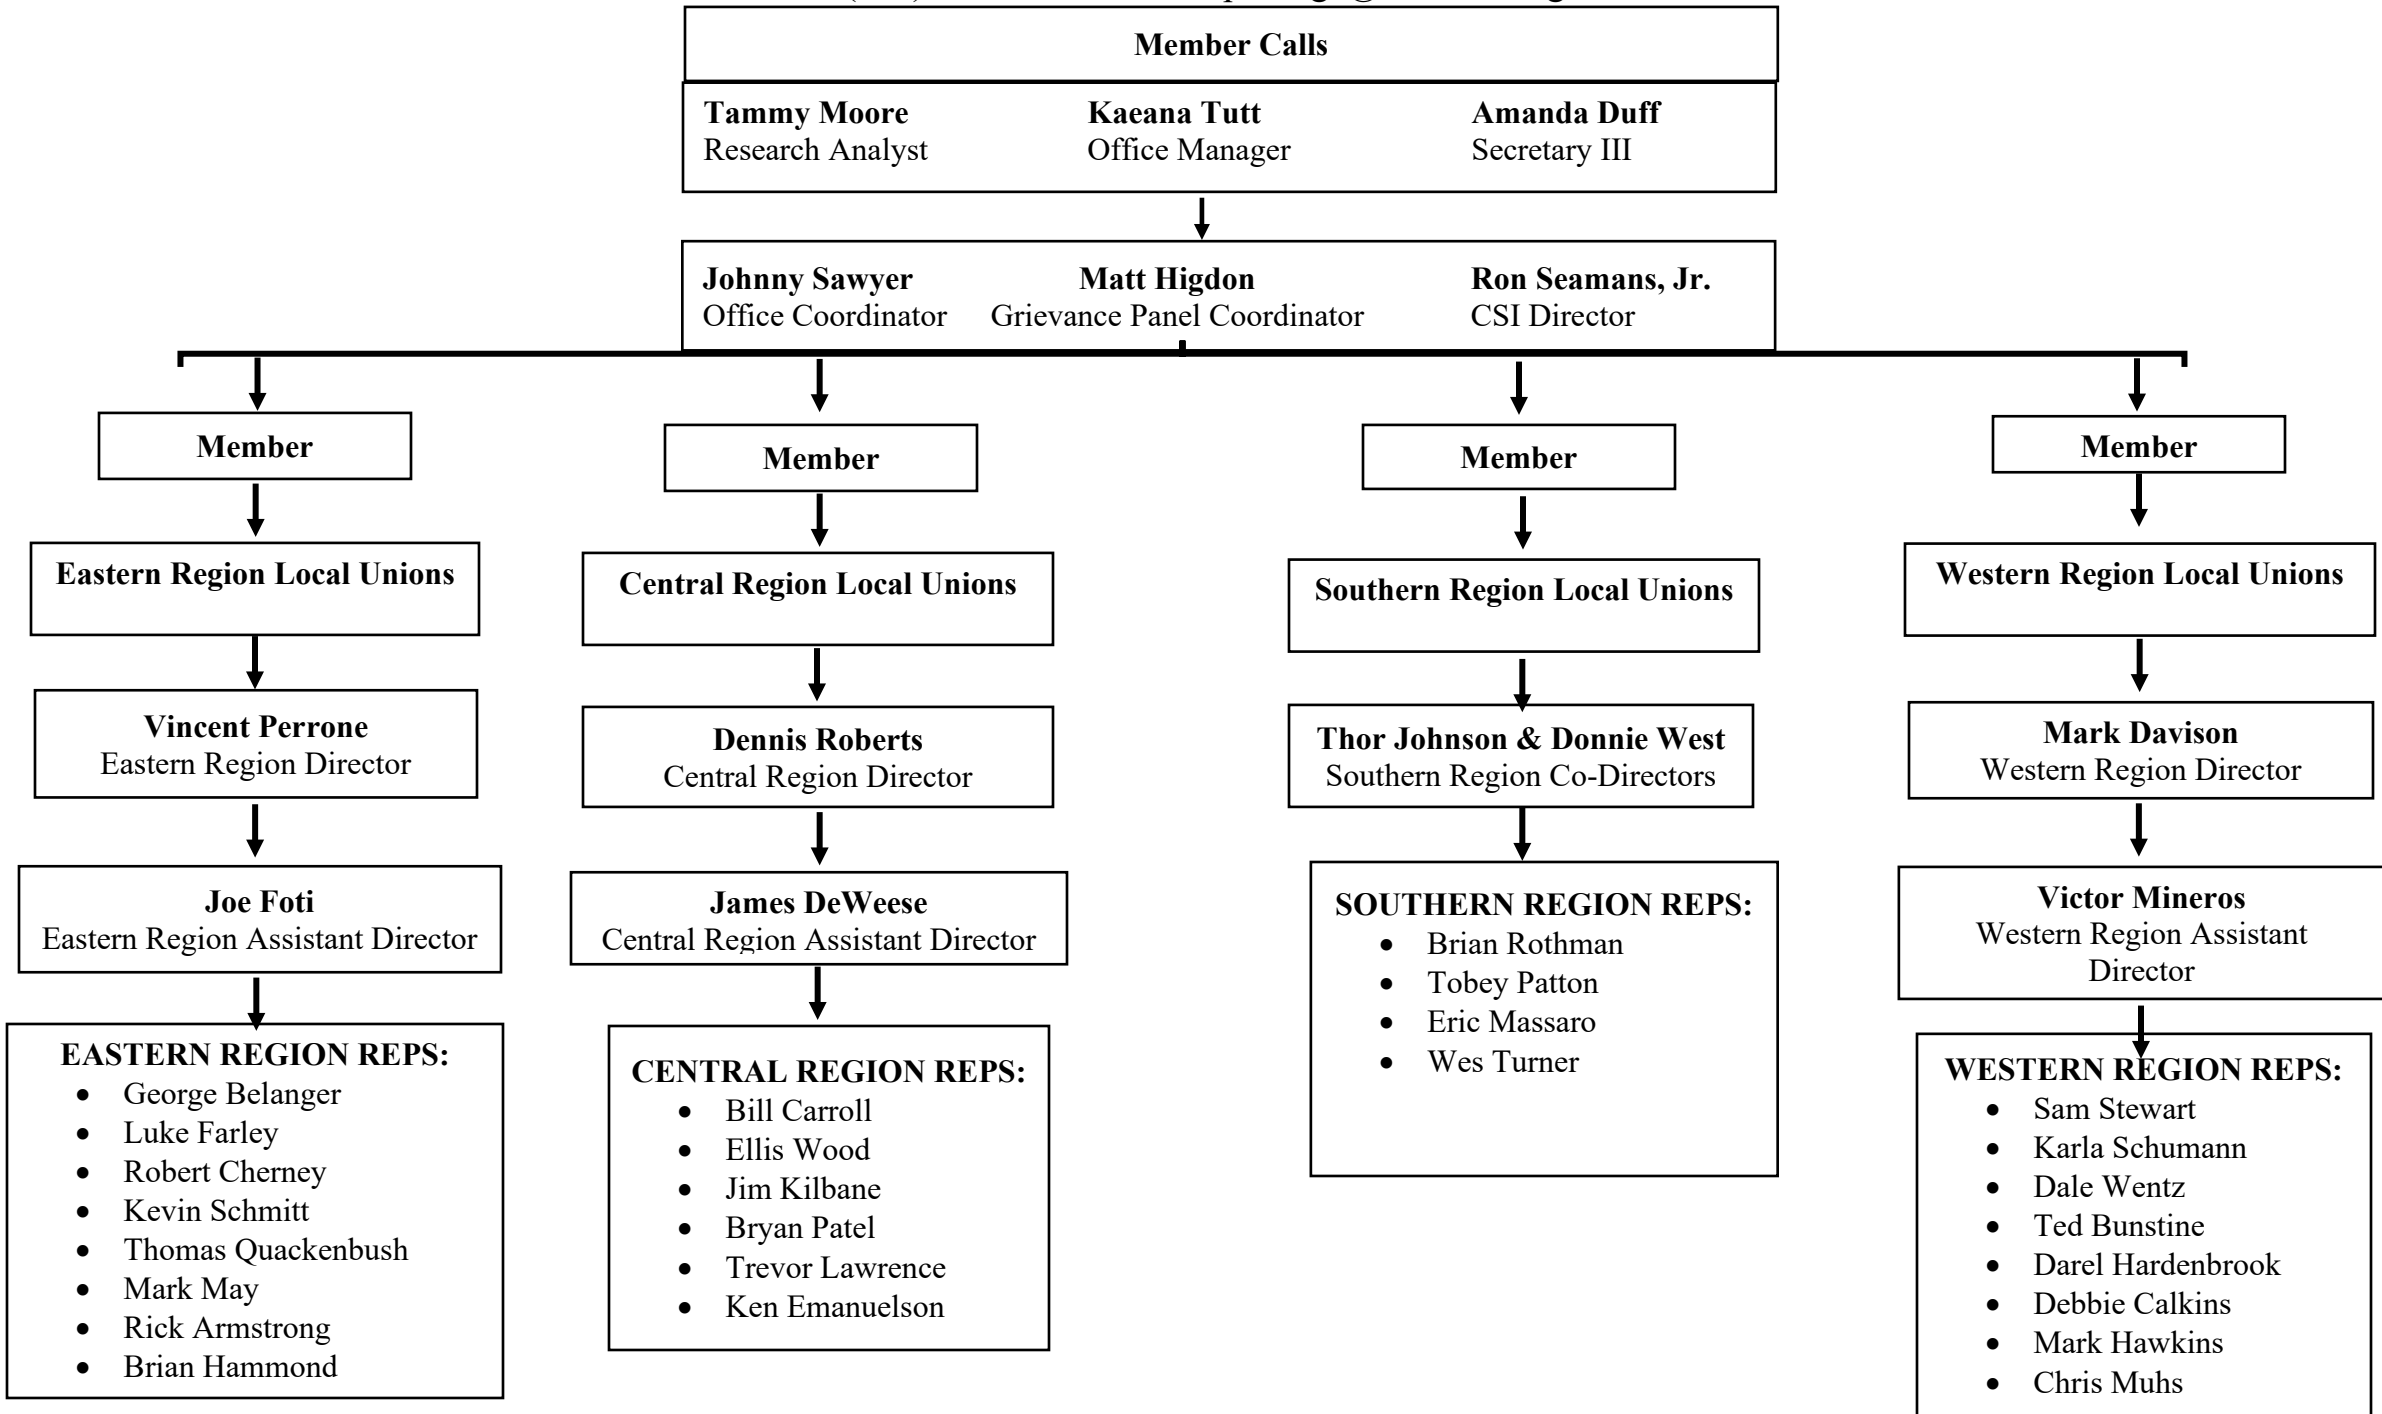 Member Calls
Tammy Moore
Research Analyst
Kaeana Tutt
Office Manager
Amanda Duff
Secretary III
Johnny Sawyer
Office Coordinator
Matt Higdon
Grievance Panel Coordinator
Ron Seamans, Jr.
CSI Director
Member
Eastern Region Local Unions
Vincent Perrone
Eastern Region Director
Joe Foti
Eastern Region Assistant Director
EASTERN REGION REPS:
• George Belanger
• Luke Farley
• Robert Cherney
• Kevin Schmitt
• Thomas Quackenbush
• Mark May
• Rick Armstrong
• Brian Hammond
Member
Central Region Local Unions
Dennis Roberts
Central Region Director
James DeWeese
Central Region Assistant Director
CENTRAL REGION REPS:
• Bill Carroll
• Ellis Wood
• Jim Kilbane
• Bryan Patel
• Trevor Lawrence
• Ken Emanuelson
Member
Southern Region Local Unions
Thor Johnson & Donnie West
Southern Region Co-Directors
SOUTHERN REGION REPS:
• Brian Rothman
• Tobey Patton
• Eric Massaro
• Wes Turner
Member
Western Region Local Unions
Mark Davison
Western Region Director
Victor Mineros
Western Region Assistant
Director
WESTERN REGION REPS:
• Sam Stewart
• Karla Schumann
• Dale Wentz
• Ted Bunstine
• Darel Hardenbrook
• Debbie Calkins
• Mark Hawkins
• Chris Muhs